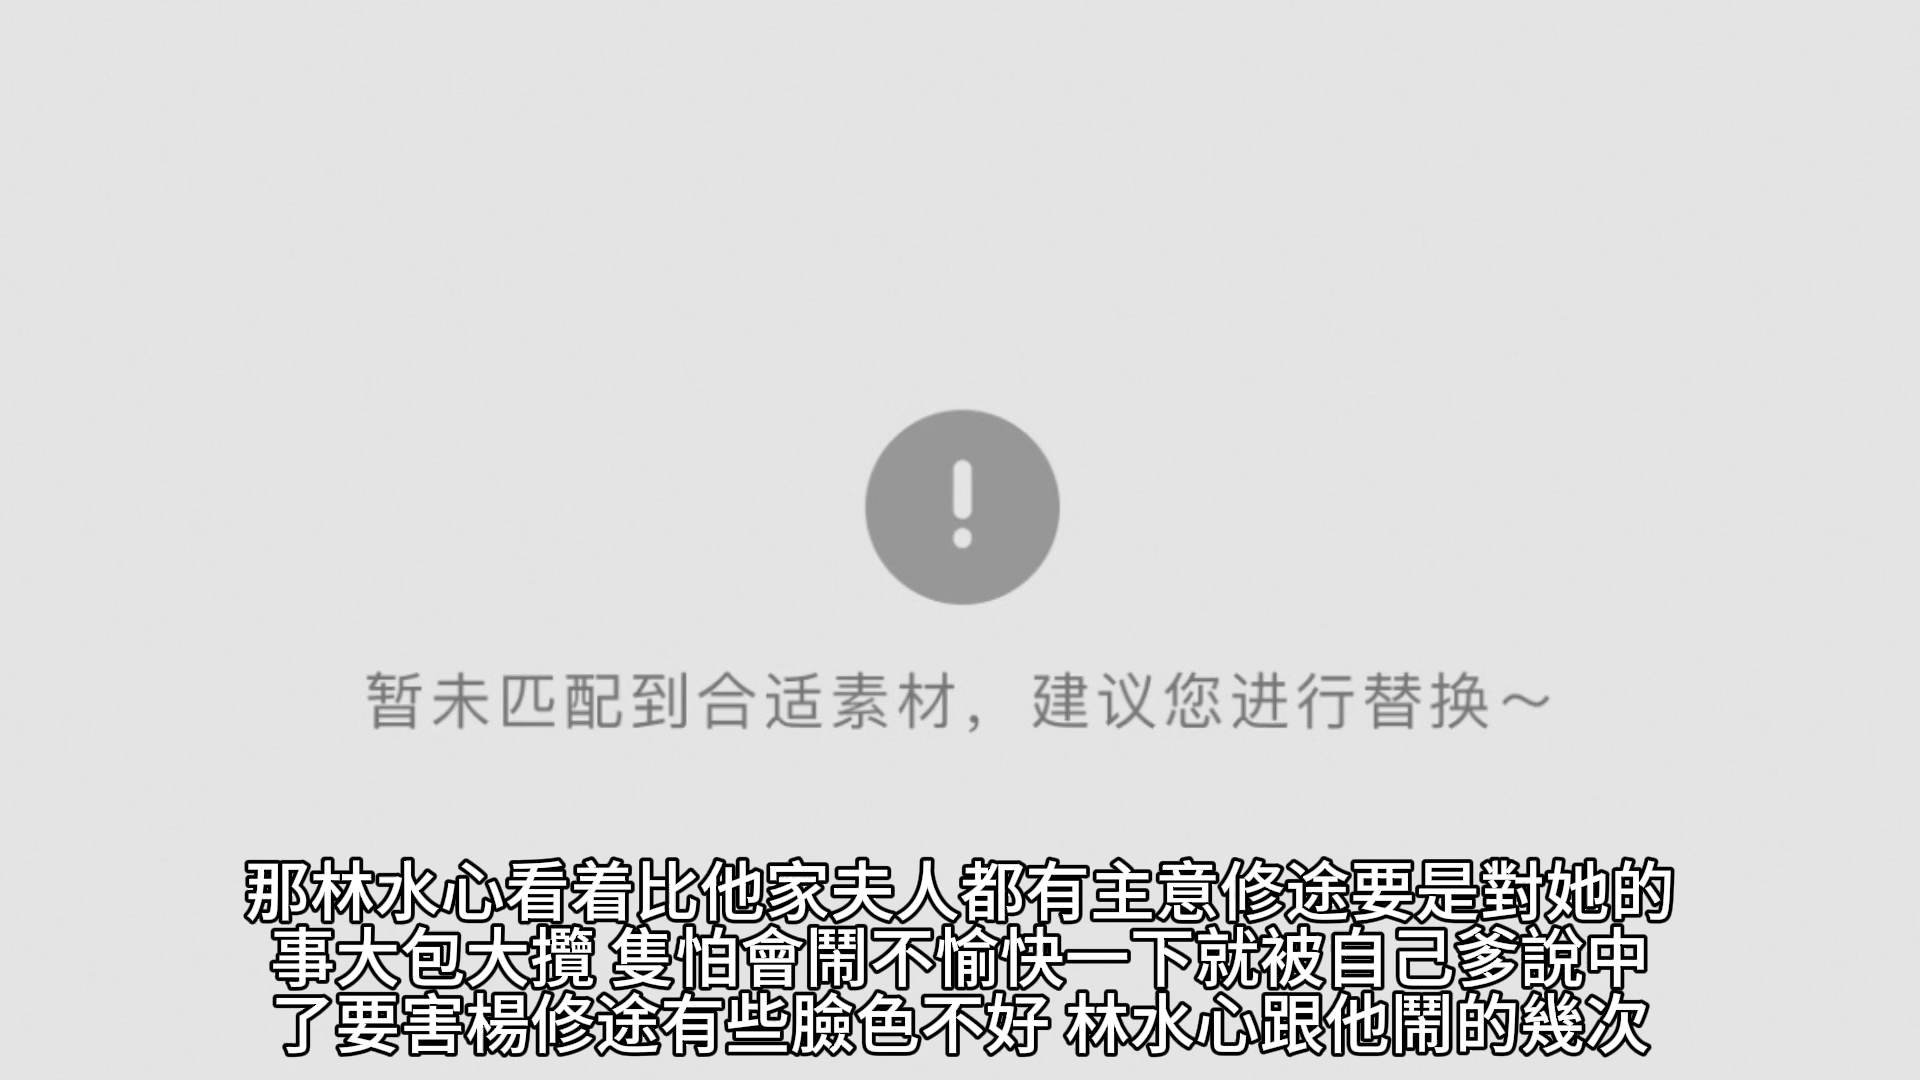 暂未匹配到合适素材，建议您进行替换～
那林水心看着比他家夫人都有主意修途要是對她的
事大包大攬 隻怕會鬧不愉快一下就被自己爹說中
了要害楊修途有些臉色不好 林水心跟他鬧的幾次